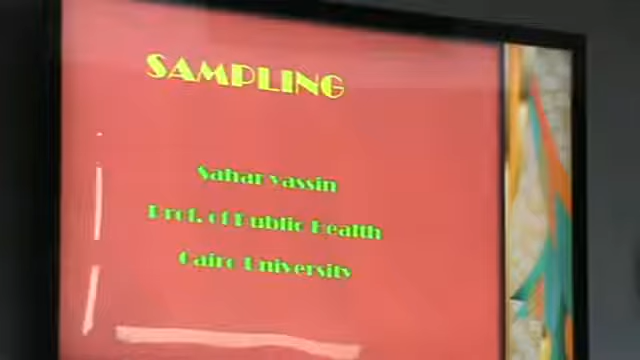 SAMPLING
Sahar yassin
Prof. of Public Health
Cairo University